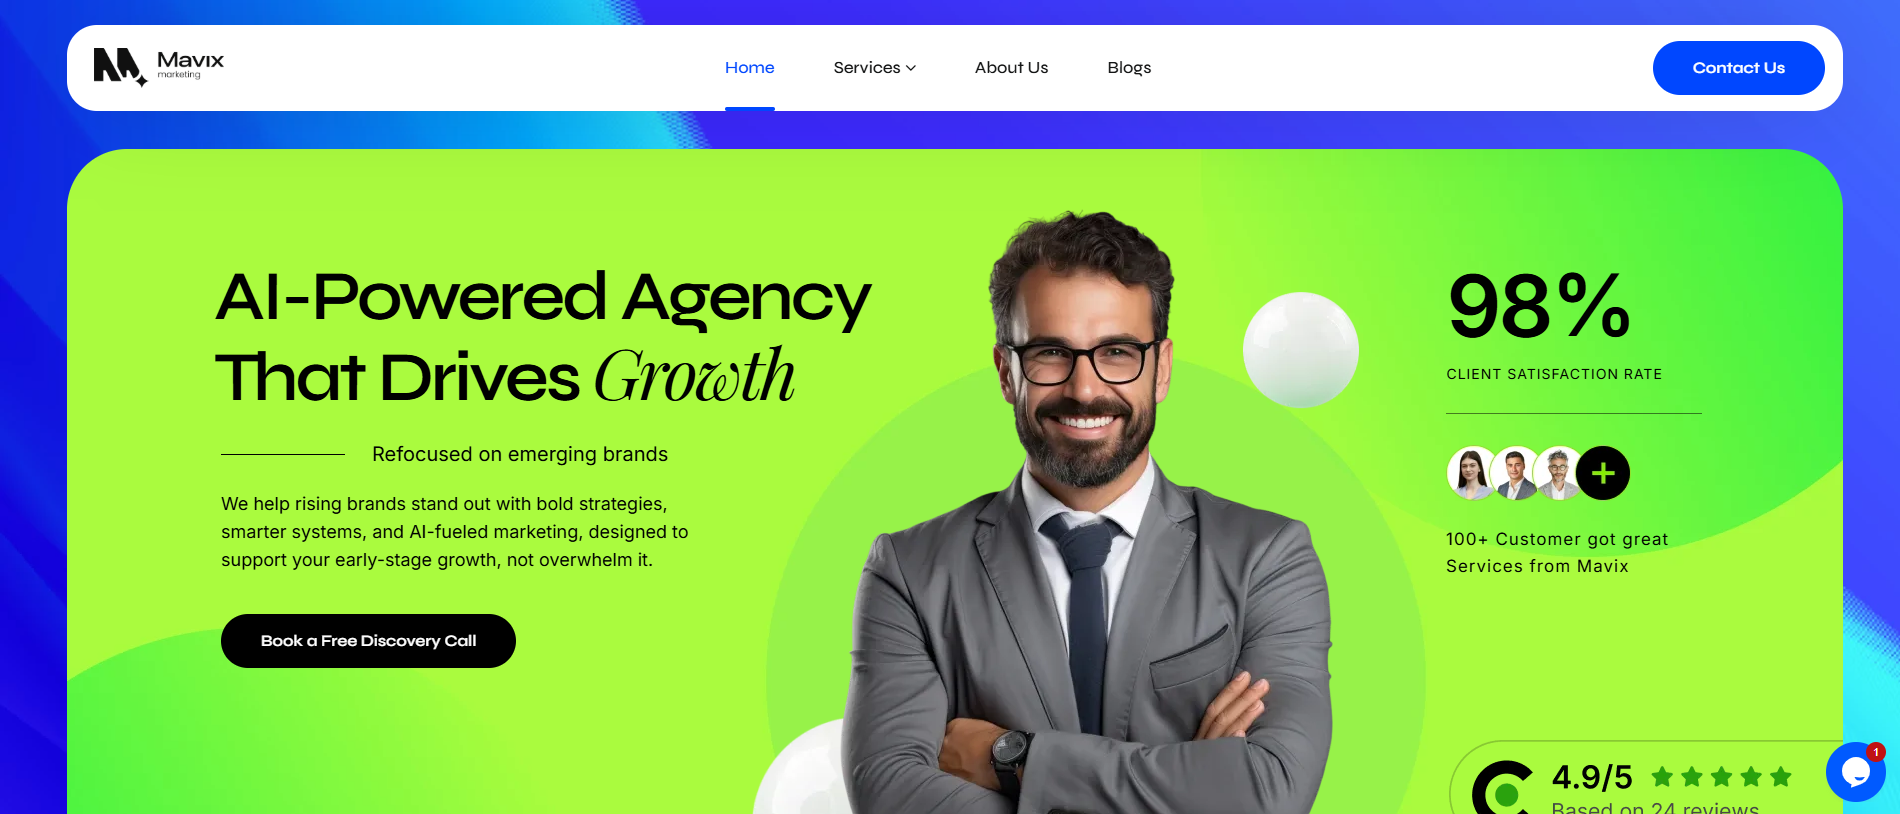 Mavix
marketing
Home
Services
About Us
Blogs
Contact Us
AI-Powered Agency
That Drives Growth
Refocused on emerging brands
We help rising brands stand out with bold strategies,
smarter systems, and AI-fueled marketing, designed to
support your early-stage growth, not overwhelm it.
Book a Free Discovery Call
98%
CLIENT SATISFACTION RATE
+
100+ Customer got great
Services from Mavix
4.9/5
Based on 24 reviews
1